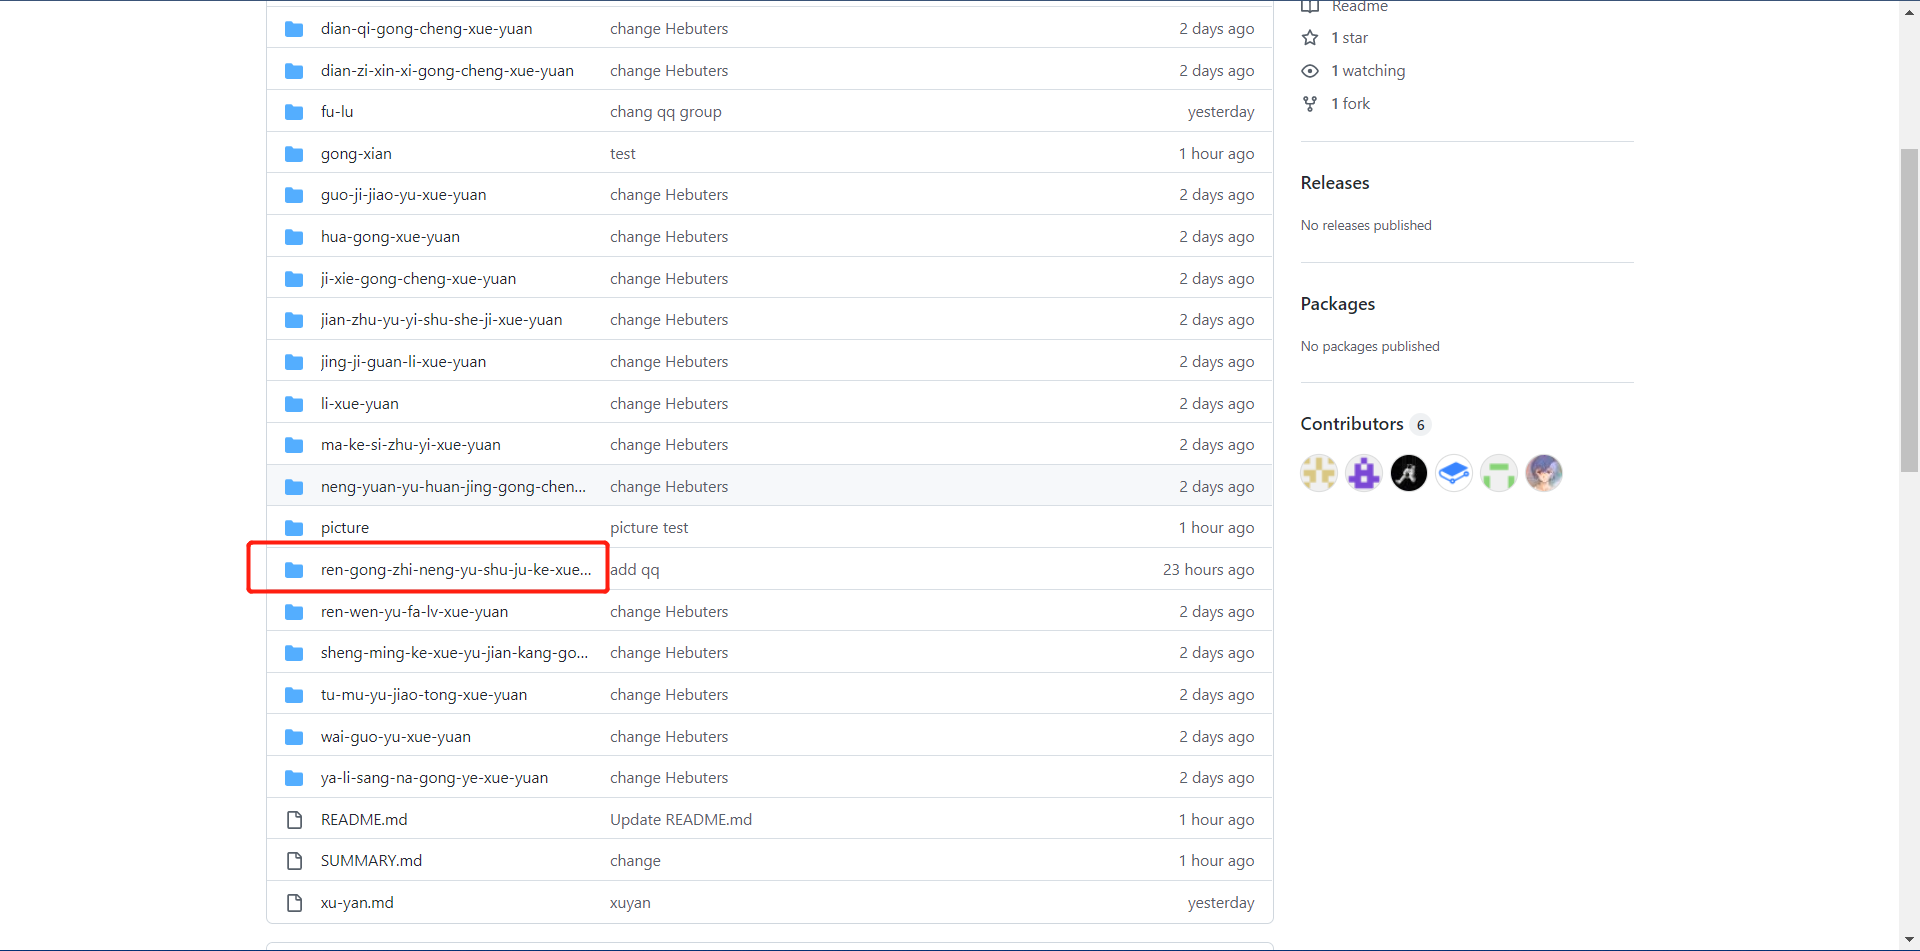 dian-qi-gong-cheng-xue-yuan change Hebuters 2 days ago
dian-zi-xin-xi-gong-cheng-xue-yuan change Hebuters 2 days ago
fu-lu chang qq group yesterday
gong-xian test 1 hour ago
guo-ji-jiao-yu-xue-yuan change Hebuters 2 days ago
hua-gong-xue-yuan change Hebuters 2 days ago
ji-xie-gong-cheng-xue-yuan change Hebuters 2 days ago
jian-zhu-yu-yi-shu-she-ji-xue-yuan change Hebuters 2 days ago
jing-ji-guan-li-xue-yuan change Hebuters 2 days ago
li-xue-yuan change Hebuters 2 days ago
ma-ke-si-zhu-yi-xue-yuan change Hebuters 2 days ago
neng-yuan-yu-huan-jing-gong-chen... change Hebuters 2 days ago
picture picture test 1 hour ago
ren-gong-zhi-neng-yu-shu-ju-ke-xue... add qq 23 hours ago
ren-wen-yu-fa-lv-xue-yuan change Hebuters 2 days ago
sheng-ming-ke-xue-yu-jian-kang-go... change Hebuters 2 days ago
tu-mu-yu-jiao-tong-xue-yuan change Hebuters 2 days ago
wai-guo-yu-xue-yuan change Hebuters 2 days ago
ya-li-sang-na-gong-ye-xue-yuan change Hebuters 2 days ago
README.md Update README.md 1 hour ago
SUMMARY.md change 1 hour ago
xu-yan.md xuyan yesterday
Readme
1 star
1 watching
1 fork
Releases
No releases published
Packages
No packages published
Contributors 6